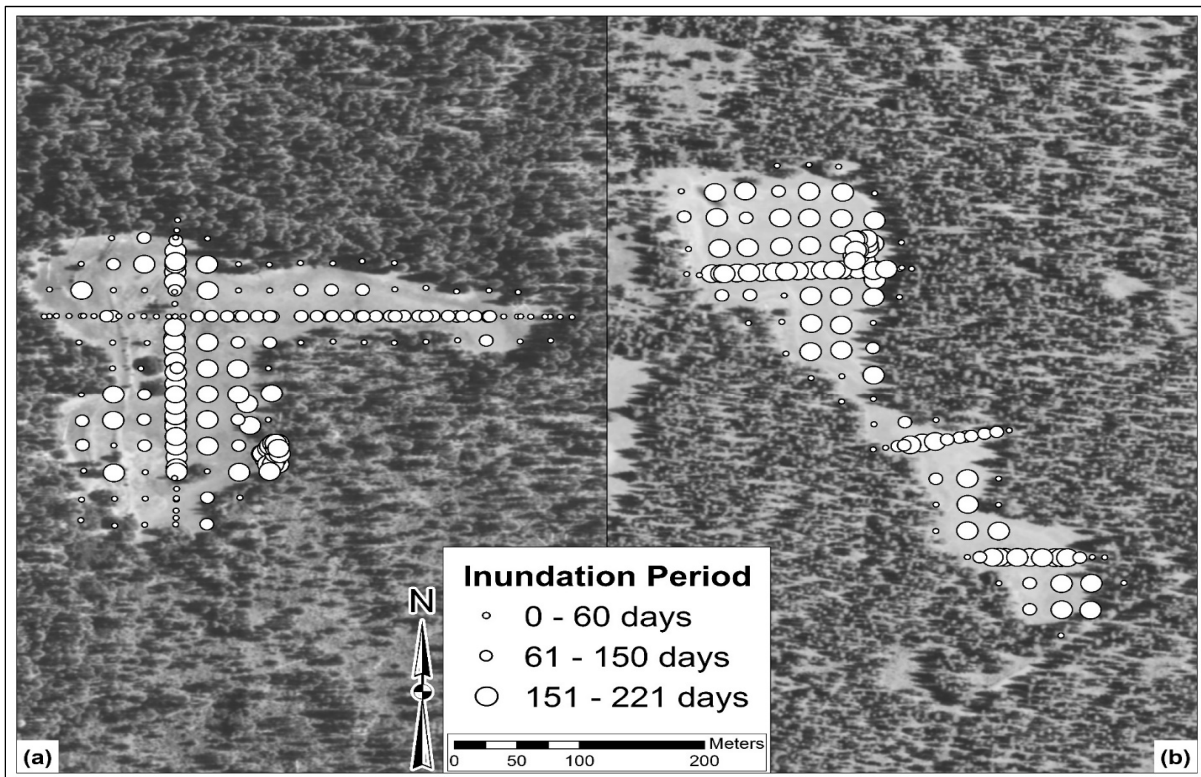 Inundation Period
0 - 60 days
61 - 150 days
151 - 221 days
N
Meters
0 50 100 200
(a)
(b)